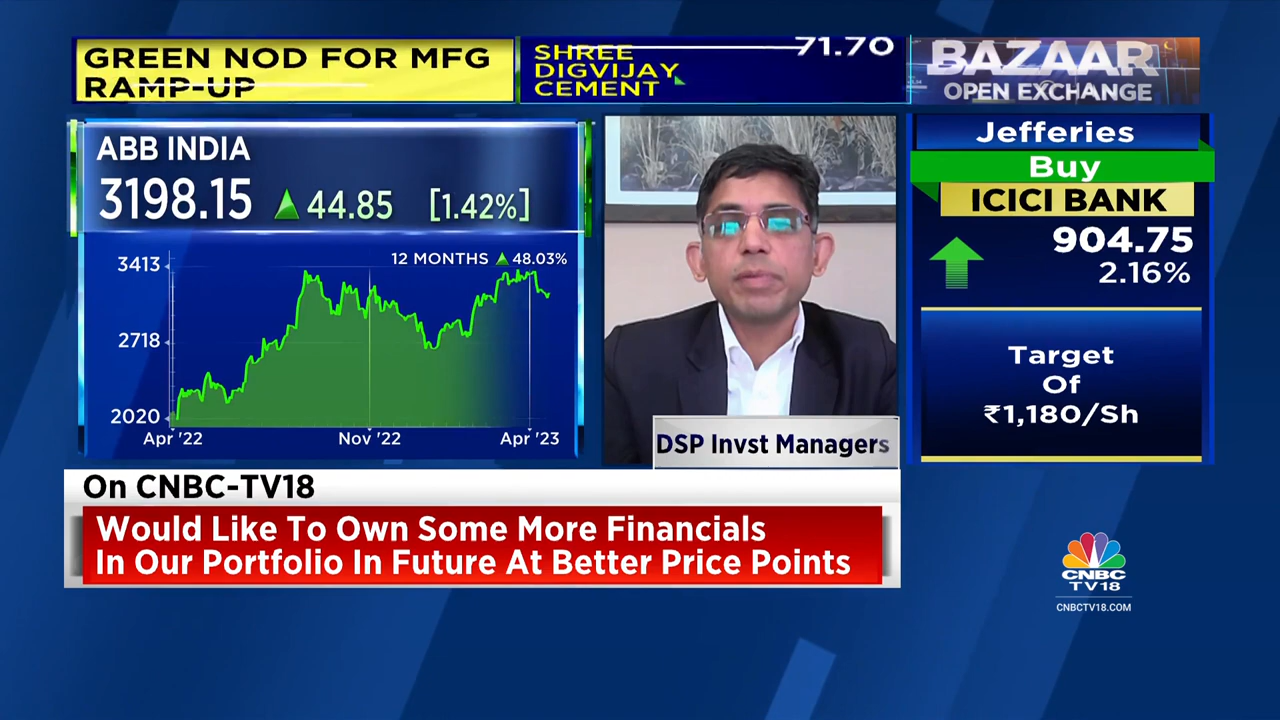 GREEN NOD FOR MFG
RAMP-UP
SHREE
DIGVIJAY
CEMENT
71.70
BAZAAR
OPEN EXCHANGE
ABB INDIA
3198.15 ▲ 44.85 [1.42%]
12 MONTHS ▲ 48.03%
3413
2718
2020
Apr '22 Nov '22 Apr '23
DSP Invst Managers
Jefferies
Buy
ICICI BANK
904.75
2.16%
Target
Of
₹1,180/Sh
On CNBC-TV18
Would Like To Own Some More Financials
In Our Portfolio In Future At Better Price Points
CNBC
TV18
CNBCTV18.COM